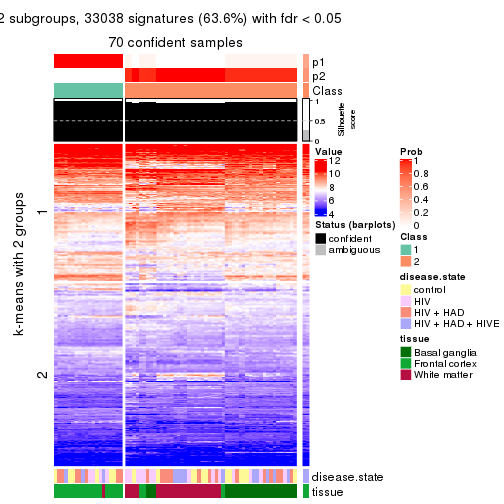 2 subgroups, 33038 signatures (63.6%) with fdr < 0.05
70 confident samples
p1
p2
Class
1
0.5
0
Silhouette
score
k-means with 2 groups
1
2
Value
12
10
8
6
4
Status (barplots)
confident
ambiguous
Prob
1
0.8
0.6
0.4
0.2
0
Class
1
2
disease.state
control
HIV
HIV + HAD
HIV + HAD + HIVE
tissue
Basal ganglia
Frontal cortex
White matter
disease.state
tissue